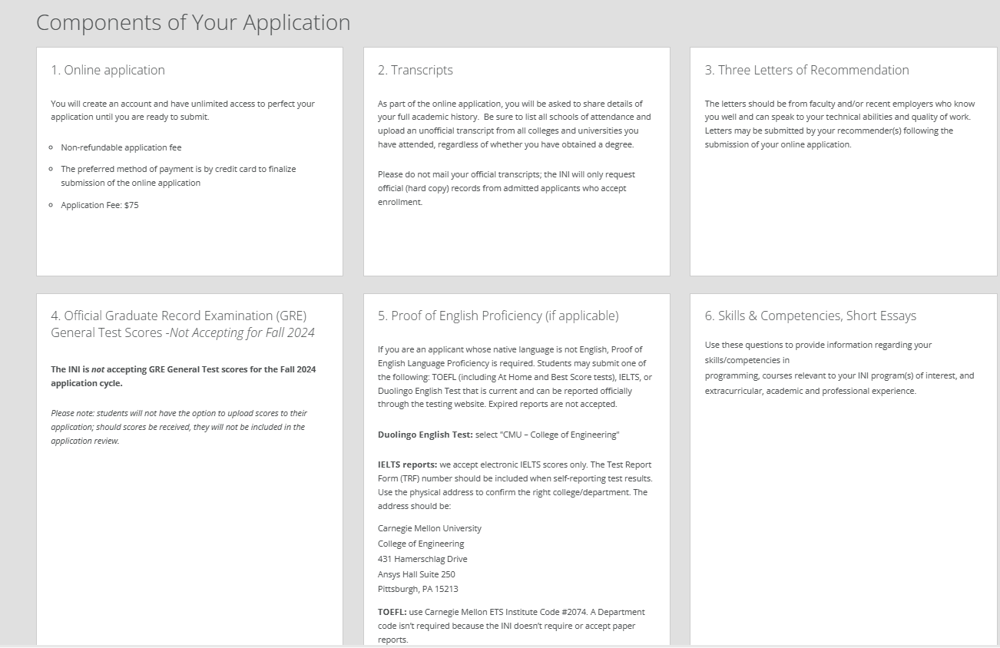 Components of Your Application
1. Online application
You will create an account and have unlimited access to perfect your
application until you are ready to submit.
Non-refundable application fee
The preferred method of payment is by credit card to finalize
submission of the online application
Application Fee: $75
2. Transcripts
As part of the online application, you will be asked to share details of
your full academic history.  Be sure to list all schools of attendance and
upload an unofficial transcript from all colleges and universities you
have attended, regardless of whether you have obtained a degree.
Please do not mail your official transcripts; the INI will only request
official (hard copy) records from admitted applicants who accept
enrollment.
3. Three Letters of Recommendation
The letters should be from faculty and/or recent employers who know
you well and can speak to your technical abilities and quality of work.
Letters may be submitted by your recommender(s) following the
submission of your online application.
4. Official Graduate Record Examination (GRE)
General Test Scores -Not Accepting for Fall 2024
The INI is not accepting GRE General Test scores for the Fall 2024
application cycle.
Please note: students will not have the option to upload scores to their
application; should scores be received, they will not be included in the
application review.
5. Proof of English Proficiency (if applicable)
If you are an applicant whose native language is not English, Proof of
English Language Proficiency is required. Students may submit one of
the following: TOEFL (including At Home and Best Score tests), IELTS, or
Duolingo English Test that is current and can be reported officially
through the testing website. Expired reports are not accepted.
Duolingo English Test: select "CMU – College of Engineering"
IELTS reports: we accept electronic IELTS scores only. The Test Report
Form (TRF) number should be included when self-reporting test results.
Use the physical address to confirm the right college/department. The
address should be:
Carnegie Mellon University
College of Engineering
431 Hamerschlag Drive
Ansys Hall Suite 250
Pittsburgh, PA 15213
TOEFL: use Carnegie Mellon ETS Institute Code #2074. A Department
code isn't required because the INI doesn't require or accept paper
reports.
6. Skills & Competencies, Short Essays
Use these questions to provide information regarding your
skills/competencies in
programming, courses relevant to your INI program(s) of interest, and
extracurricular, academic and professional experience.